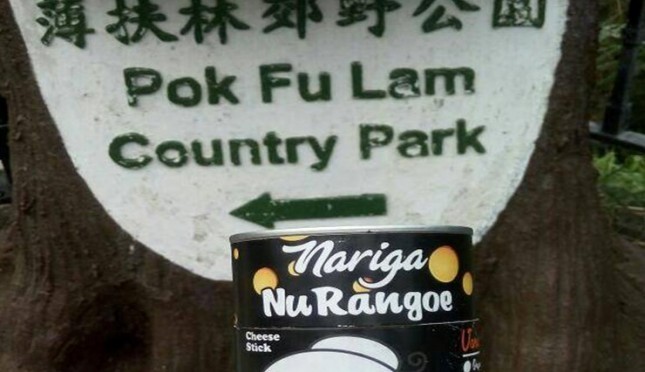 薄扶林郊野公園
Pok Fu Lam
Country Park
Nariga
NuRangoe
Cheese
Stick